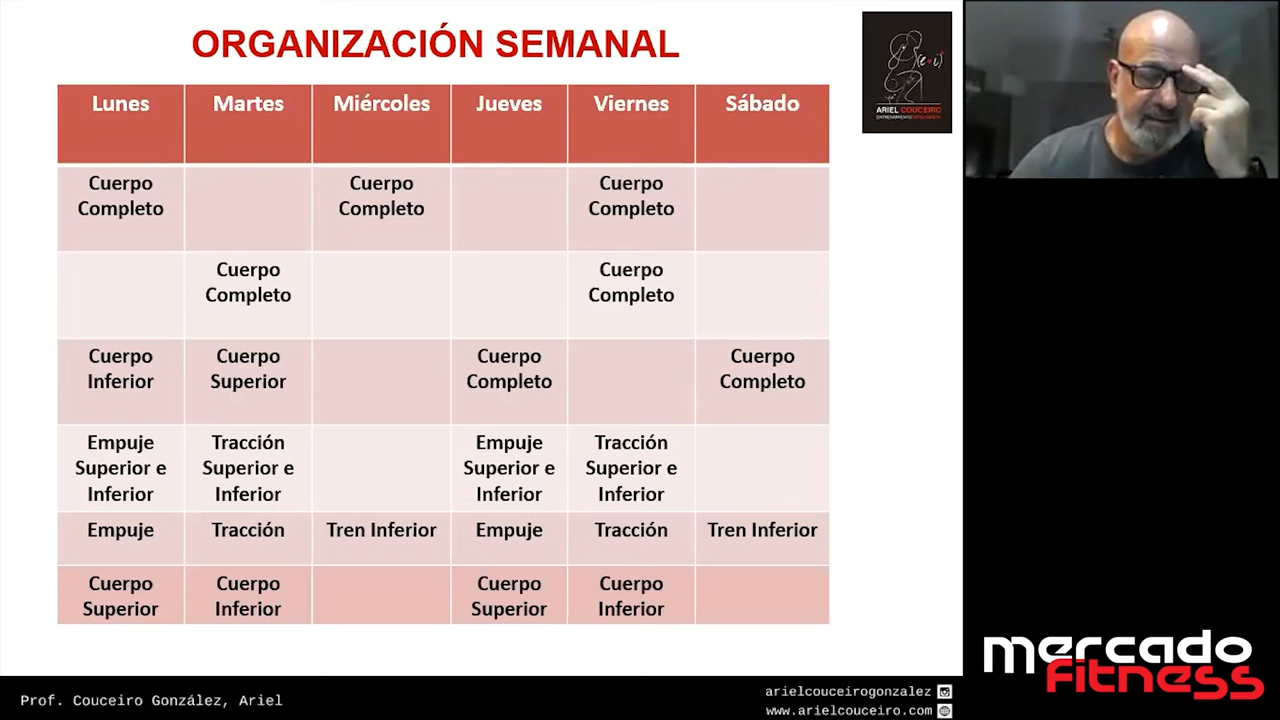 ORGANIZACIÓN SEMANAL
Lunes Martes Miércoles Jueves Viernes Sábado
Cuerpo Cuerpo Cuerpo
Completo Completo Completo
Cuerpo Cuerpo
Completo Completo
Cuerpo Cuerpo Cuerpo Cuerpo
Inferior Superior Completo Completo
Empuje Tracción Empuje Tracción
Superior e Superior e Superior e Superior e
Inferior Inferior Inferior Inferior
Empuje Tracción Tren Inferior Empuje Tracción Tren Inferior
Cuerpo Cuerpo Cuerpo Cuerpo
Superior Inferior Superior Inferior
(e+i)
ARIEL COUCEIRO
ENTRENAMIENTO INTELIGENTE
mercado
fitness
Prof. Couceiro González, Ariel
arielcouceirogonzalez
www.arielcouceiro.com